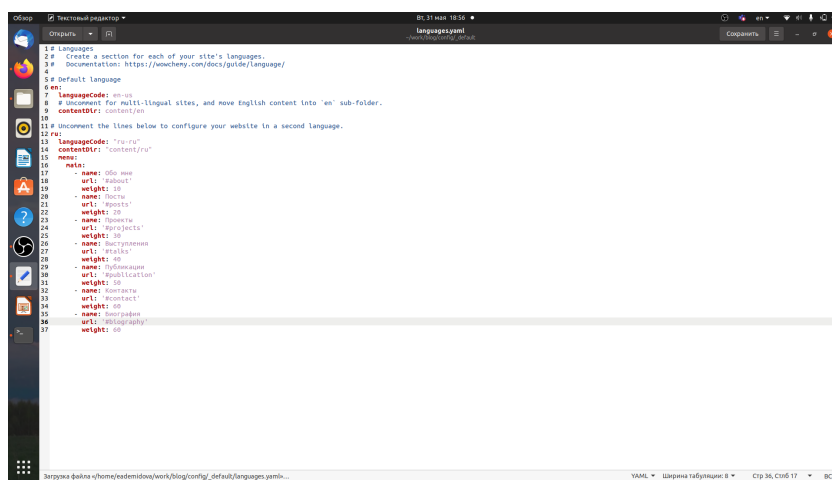 Обзор
Текстовый редактор
Вт, 31 мая 18:56
en
Открыть
languages.yaml
~/work/blog/config/_default
Сохранить
1 # Languages
2 #   Create a section for each of your site's languages.
3 #   Documentation: https://wowchemy.com/docs/guide/language/
4
5 # Default language
6 en:
7   languageCode: en-us
8   # Uncomment for multi-lingual sites, and move English content into `en` sub-folder.
9   contentDir: content/en
10
11 # Uncomment the lines below to configure your website in a second language.
12 ru:
13   languageCode: "ru-ru"
14   contentDir: "content/ru"
15   menu:
16     main:
17       - name: Обо мне
18         url: '#about'
19         weight: 10
20       - name: Посты
21         url: '#posts'
22         weight: 20
23       - name: Проекты
24         url: '#projects'
25         weight: 30
26       - name: Выступления
27         url: '#talks'
28         weight: 40
29       - name: Публикации
30         url: '#publication'
31         weight: 50
32       - name: Контакты
33         url: '#contact'
34         weight: 60
35       - name: Биография
36         url: '#biography'
37         weight: 60
Загрузка файла «/home/eademidova/work/blog/config/_default/languages.yaml»…
YAML
Ширина табуляции: 8
Стр 36, Стлб 17
ВС